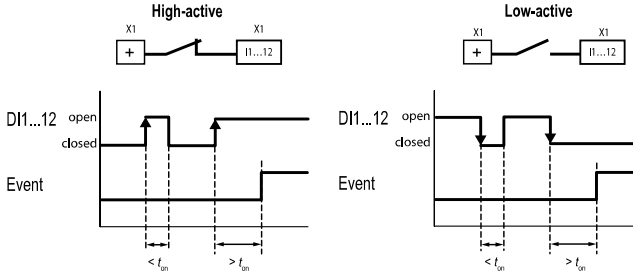 High-active
X1 X1
+ I1...12
DI1...12
open
closed
Event
< ton > ton
Low-active
X1 X1
+ I1...12
DI1...12
open
closed
Event
< ton > ton